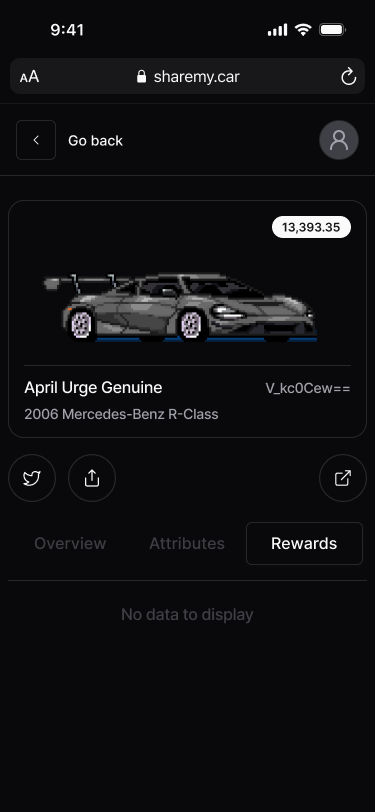 9:41
AA sharemy.car
Go back
13,393.35
April Urge Genuine V_kc0Cew==
2006 Mercedes-Benz R-Class
Overview Attributes Rewards
No data to display